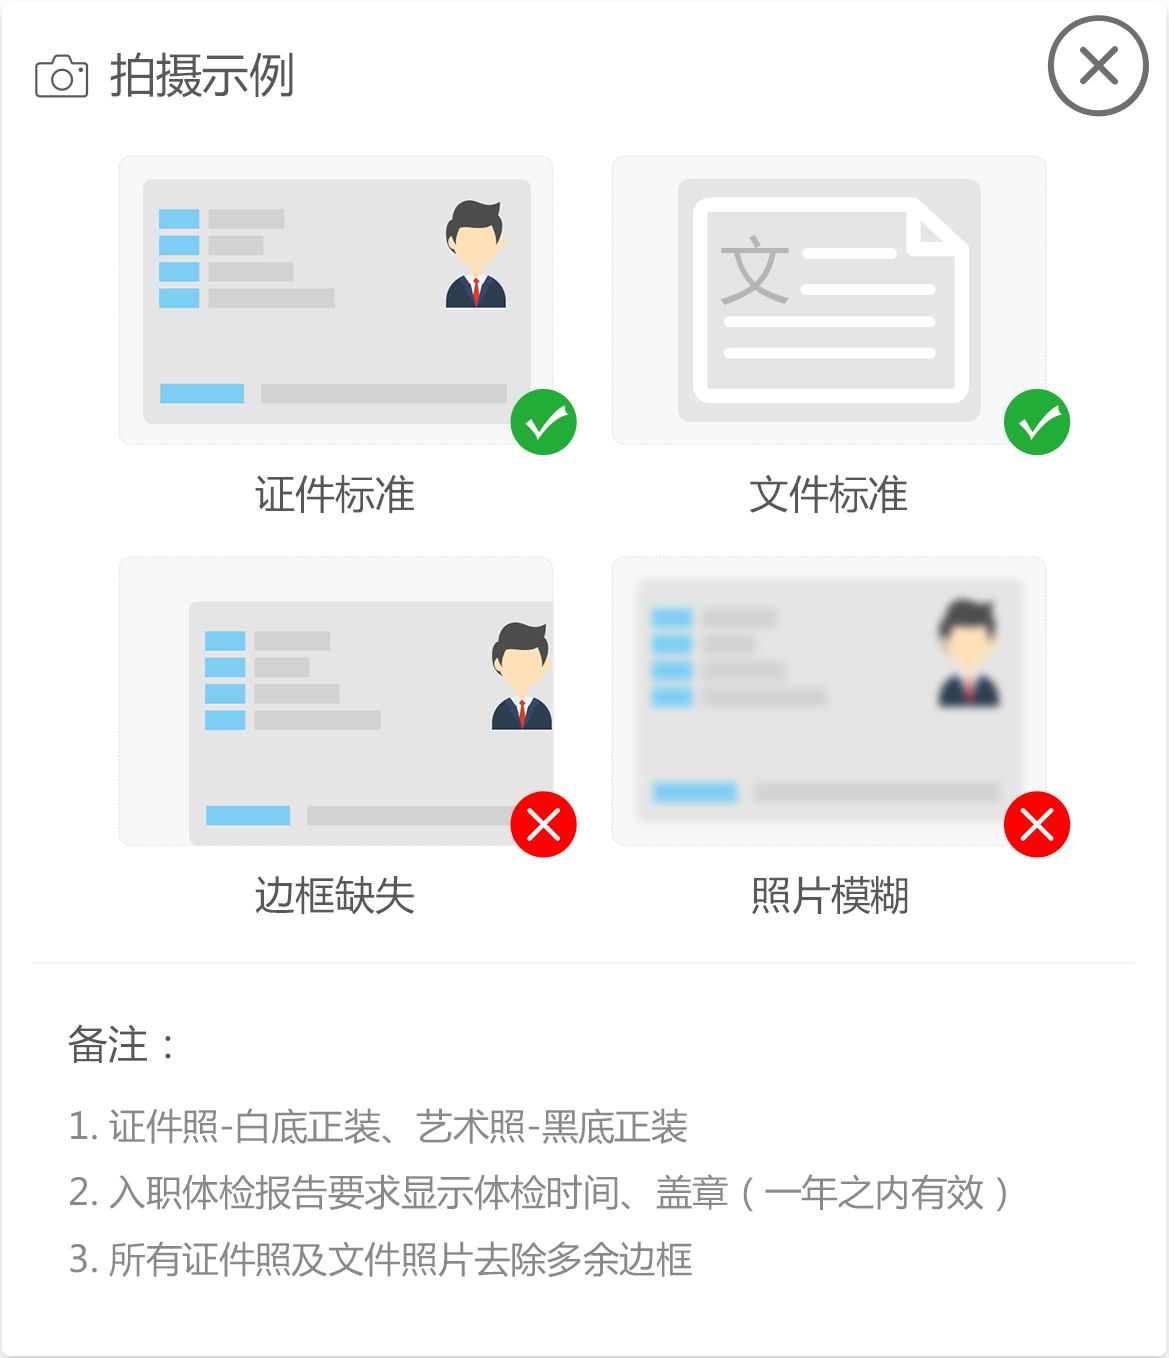 拍摄示例
文
证件标准
文件标准
边框缺失
照片模糊
备注：
1. 证件照-白底正装、艺术照-黑底正装
2. 入职体检报告要求显示体检时间、盖章（一年之内有效）
3. 所有证件照及文件照片去除多余边框